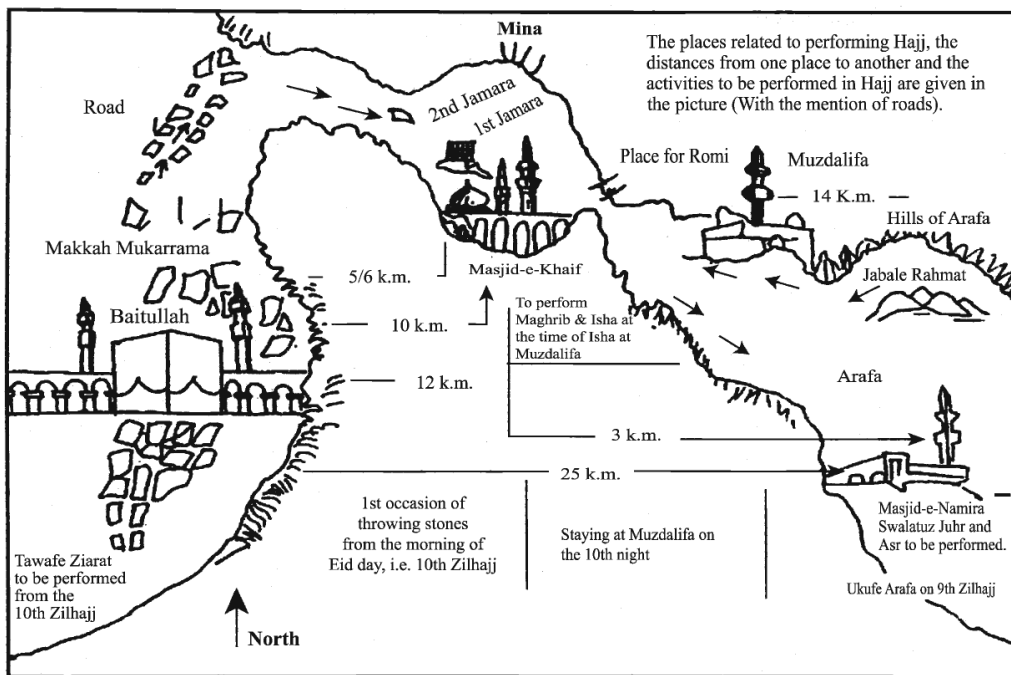 Mina
The places related to performing Hajj, the
distances from one place to another and the
activities to be performed in Hajj are given in
the picture (With the mention of roads).
Road
2nd Jamara
1st Jamara
Place for Romi
Muzdalifa
14 K.m.
Hills of Arafa
Makkah Mukarrama
5/6 k.m.
Masjid-e-Khaif
Jabale Rahmat
Baitullah
10 k.m.
To perform
Maghrib & Isha at
the time of Isha at
Muzdalifa
12 k.m.
Arafa
3 k.m.
25 k.m.
1st occasion of
throwing stones
from the morning of
Eid day, i.e. 10th Zilhajj
Staying at Muzdalifa on
the 10th night
Masjid-e-Namira
Swalatuz Juhr and
Asr to be performed.
Tawafe Ziarat
to be performed
from the
10th Zilhajj
Ukufe Arafa on 9th Zilhajj
North